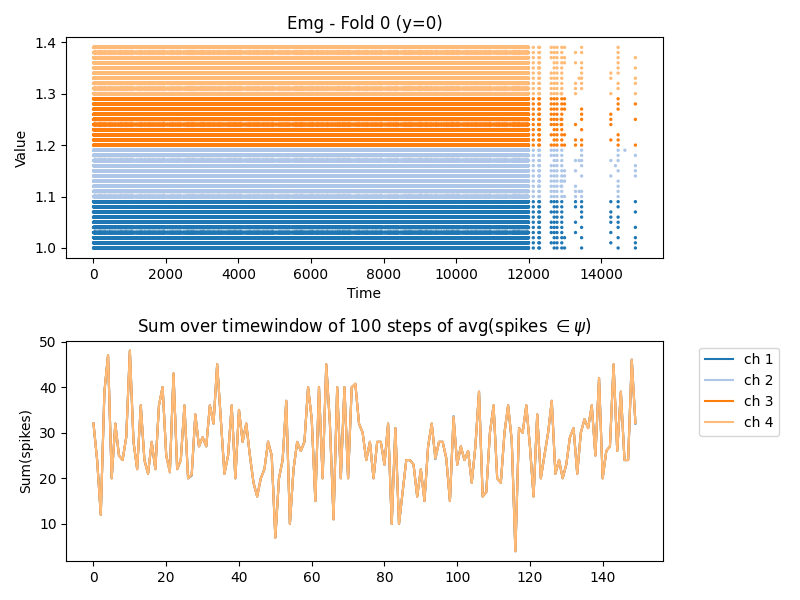 Emg - Fold 0 (y=0)
1.4
1.3
1.2
1.1
1.0
Value
0 2000 4000 6000 8000 10000 12000 14000
Time
Sum over timewindow of 100 steps of avg(spikes ∈ ψ)
50
40
30
20
10
Sum(spikes)
0 20 40 60 80 100 120 140
ch 1
ch 2
ch 3
ch 4